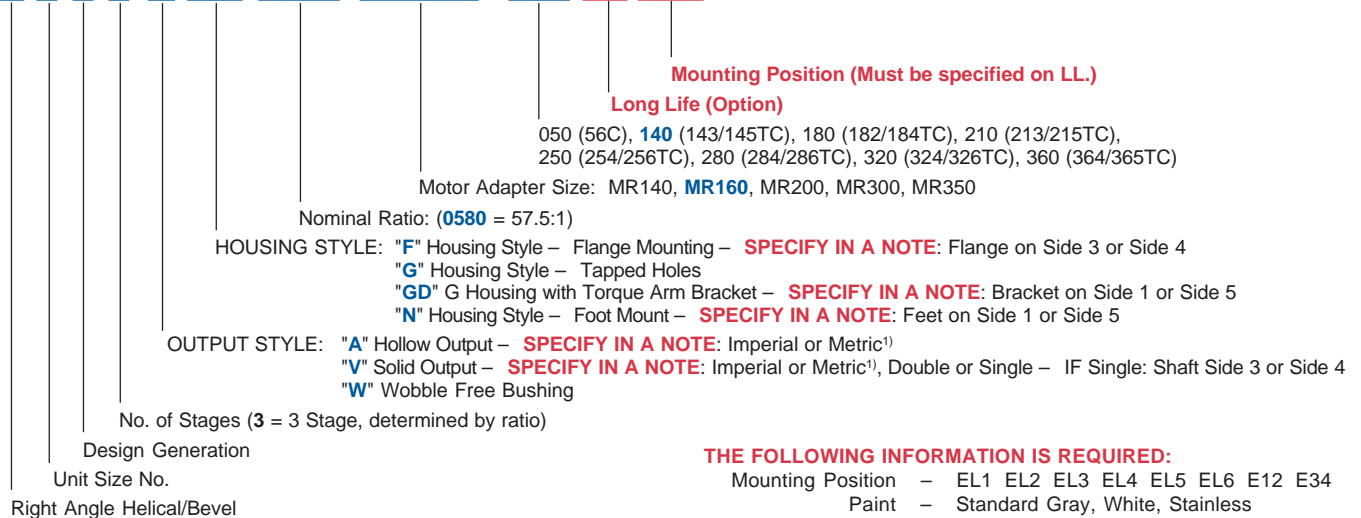 Mounting Position (Must be specified on LL.)
Long Life (Option)
050 (56C), 140 (143/145TC), 180 (182/184TC), 210 (213/215TC),
250 (254/256TC), 280 (284/286TC), 320 (324/326TC), 360 (364/365TC)
Motor Adapter Size: MR140, MR160, MR200, MR300, MR350
Nominal Ratio: (0580 = 57.5:1)
HOUSING STYLE: "F" Housing Style – Flange Mounting – SPECIFY IN A NOTE: Flange on Side 3 or Side 4
"G" Housing Style – Tapped Holes
"GD" G Housing with Torque Arm Bracket – SPECIFY IN A NOTE: Bracket on Side 1 or Side 5
"N" Housing Style – Foot Mount – SPECIFY IN A NOTE: Feet on Side 1 or Side 5
OUTPUT STYLE: "A" Hollow Output – SPECIFY IN A NOTE: Imperial or Metric¹⁾
"V" Solid Output – SPECIFY IN A NOTE: Imperial or Metric¹⁾, Double or Single – IF Single: Shaft Side 3 or Side 4
"W" Wobble Free Bushing
No. of Stages (3 = 3 Stage, determined by ratio)
Design Generation
Unit Size No.
Right Angle Helical/Bevel
THE FOLLOWING INFORMATION IS REQUIRED:
Mounting Position – EL1 EL2 EL3 EL4 EL5 EL6 E12 E34
Paint – Standard Gray, White, Stainless